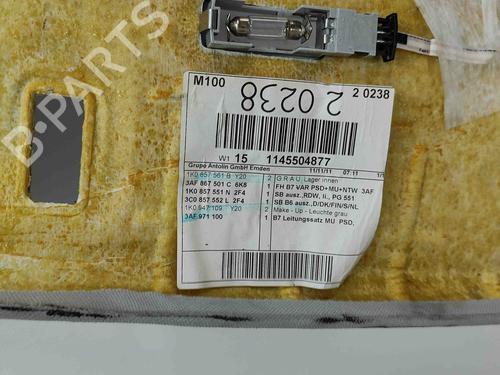 B-PARTS
M100 2 0238
2 0238
W1 15 1145504877
Grupo Antolin GmbH Emden 11/11/11 07:11
1K0 857 561 B Y20 2 G R A U, Lager innen
3AF 867 501 C 6K8 1 FH B7 VAR PSD+MU+NTW 3AF
1K0 857 551 N 2F4 1 SB ausz.,RDW, li., PG 551
3C0 857 552 L 2F4 1 SB B6 ausz.,D/DK/FIN/S/NL
1K0 947 109 Y20 2 Make - Up - Leuchte grau
3AF 971 100 1 B7 Leitungssatz MU PSD,